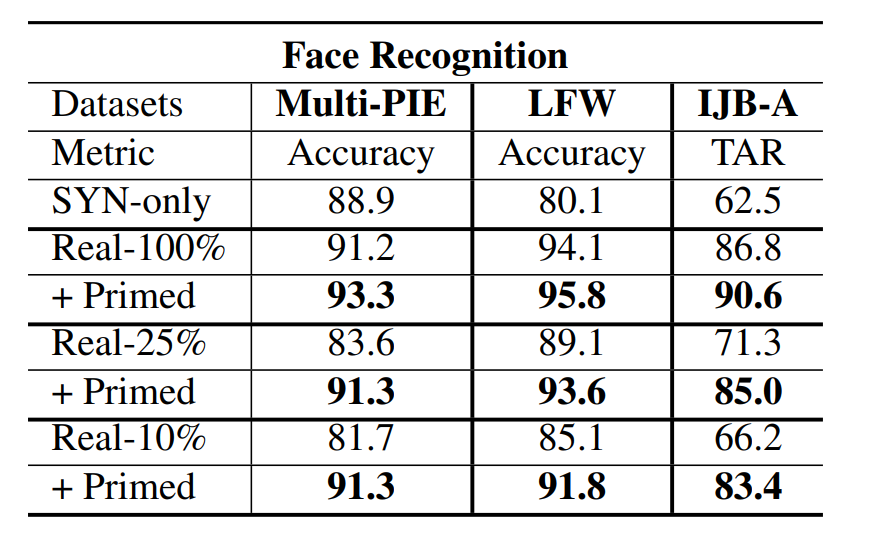 Face Recognition
Datasets Multi-PIE LFW IJB-A
Metric Accuracy Accuracy TAR
SYN-only 88.9 80.1 62.5
Real-100% 91.2 94.1 86.8
+ Primed 93.3 95.8 90.6
Real-25% 83.6 89.1 71.3
+ Primed 91.3 93.6 85.0
Real-10% 81.7 85.1 66.2
+ Primed 91.3 91.8 83.4